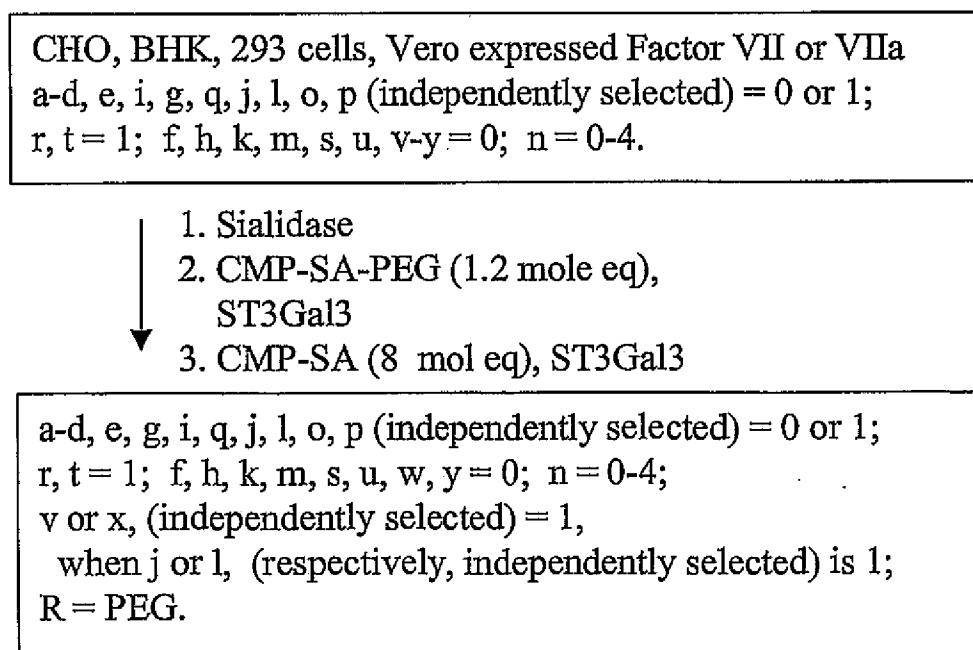 CHO, BHK, 293 cells, Vero expressed Factor VII or VIIa
a-d, e, i, g, q, j, l, o, p (independently selected) = 0 or 1;
r, t = 1; f, h, k, m, s, u, v-y = 0; n = 0-4.
1. Sialidase
2. CMP-SA-PEG (1.2 mole eq),
ST3Gal3
3. CMP-SA (8 mol eq), ST3Gal3
a-d, e, g, i, q, j, l, o, p (independently selected) = 0 or 1;
r, t = 1; f, h, k, m, s, u, w, y = 0; n = 0-4;
v or x, (independently selected) = 1,
when j or l, (respectively, independently selected) is 1;
R = PEG.